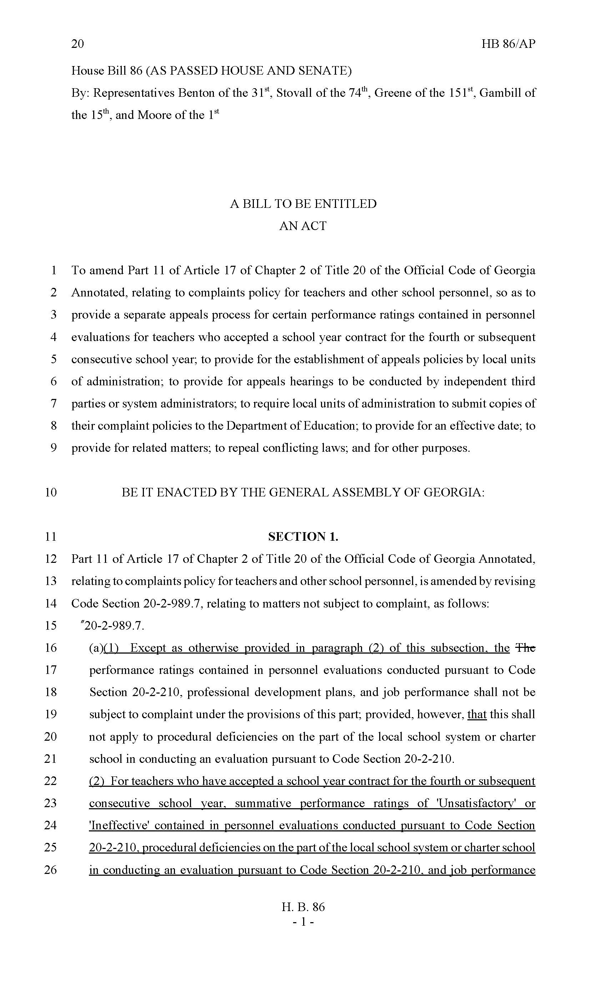 20 HB 86/AP
House Bill 86 (AS PASSED HOUSE AND SENATE)
By: Representatives Benton of the 31st, Stovall of the 74th, Greene of the 151st, Gambill of
the 15th, and Moore of the 1st
A BILL TO BE ENTITLED
AN ACT
1 To amend Part 11 of Article 17 of Chapter 2 of Title 20 of the Official Code of Georgia
2 Annotated, relating to complaints policy for teachers and other school personnel, so as to
3 provide a separate appeals process for certain performance ratings contained in personnel
4 evaluations for teachers who accepted a school year contract for the fourth or subsequent
5 consecutive school year; to provide for the establishment of appeals policies by local units
6 of administration; to provide for appeals hearings to be conducted by independent third
7 parties or system administrators; to require local units of administration to submit copies of
8 their complaint policies to the Department of Education; to provide for an effective date; to
9 provide for related matters; to repeal conflicting laws; and for other purposes.
10 BE IT ENACTED BY THE GENERAL ASSEMBLY OF GEORGIA:
11 SECTION 1.
12 Part 11 of Article 17 of Chapter 2 of Title 20 of the Official Code of Georgia Annotated,
13 relating to complaints policy for teachers and other school personnel, is amended by revising
14 Code Section 20-2-989.7, relating to matters not subject to complaint, as follows:
15 "20-2-989.7.
16 (a)(1) Except as otherwise provided in paragraph (2) of this subsection, the The
17 performance ratings contained in personnel evaluations conducted pursuant to Code
18 Section 20-2-210, professional development plans, and job performance shall not be
19 subject to complaint under the provisions of this part; provided, however, that this shall
20 not apply to procedural deficiencies on the part of the local school system or charter
21 school in conducting an evaluation pursuant to Code Section 20-2-210.
22 (2) For teachers who have accepted a school year contract for the fourth or subsequent
23 consecutive school year, summative performance ratings of 'Unsatisfactory' or
24 'Ineffective' contained in personnel evaluations conducted pursuant to Code Section
25 20-2-210, procedural deficiencies on the part of the local school system or charter school
26 in conducting an evaluation pursuant to Code Section 20-2-210, and job performance
H. B. 86
- 1 -